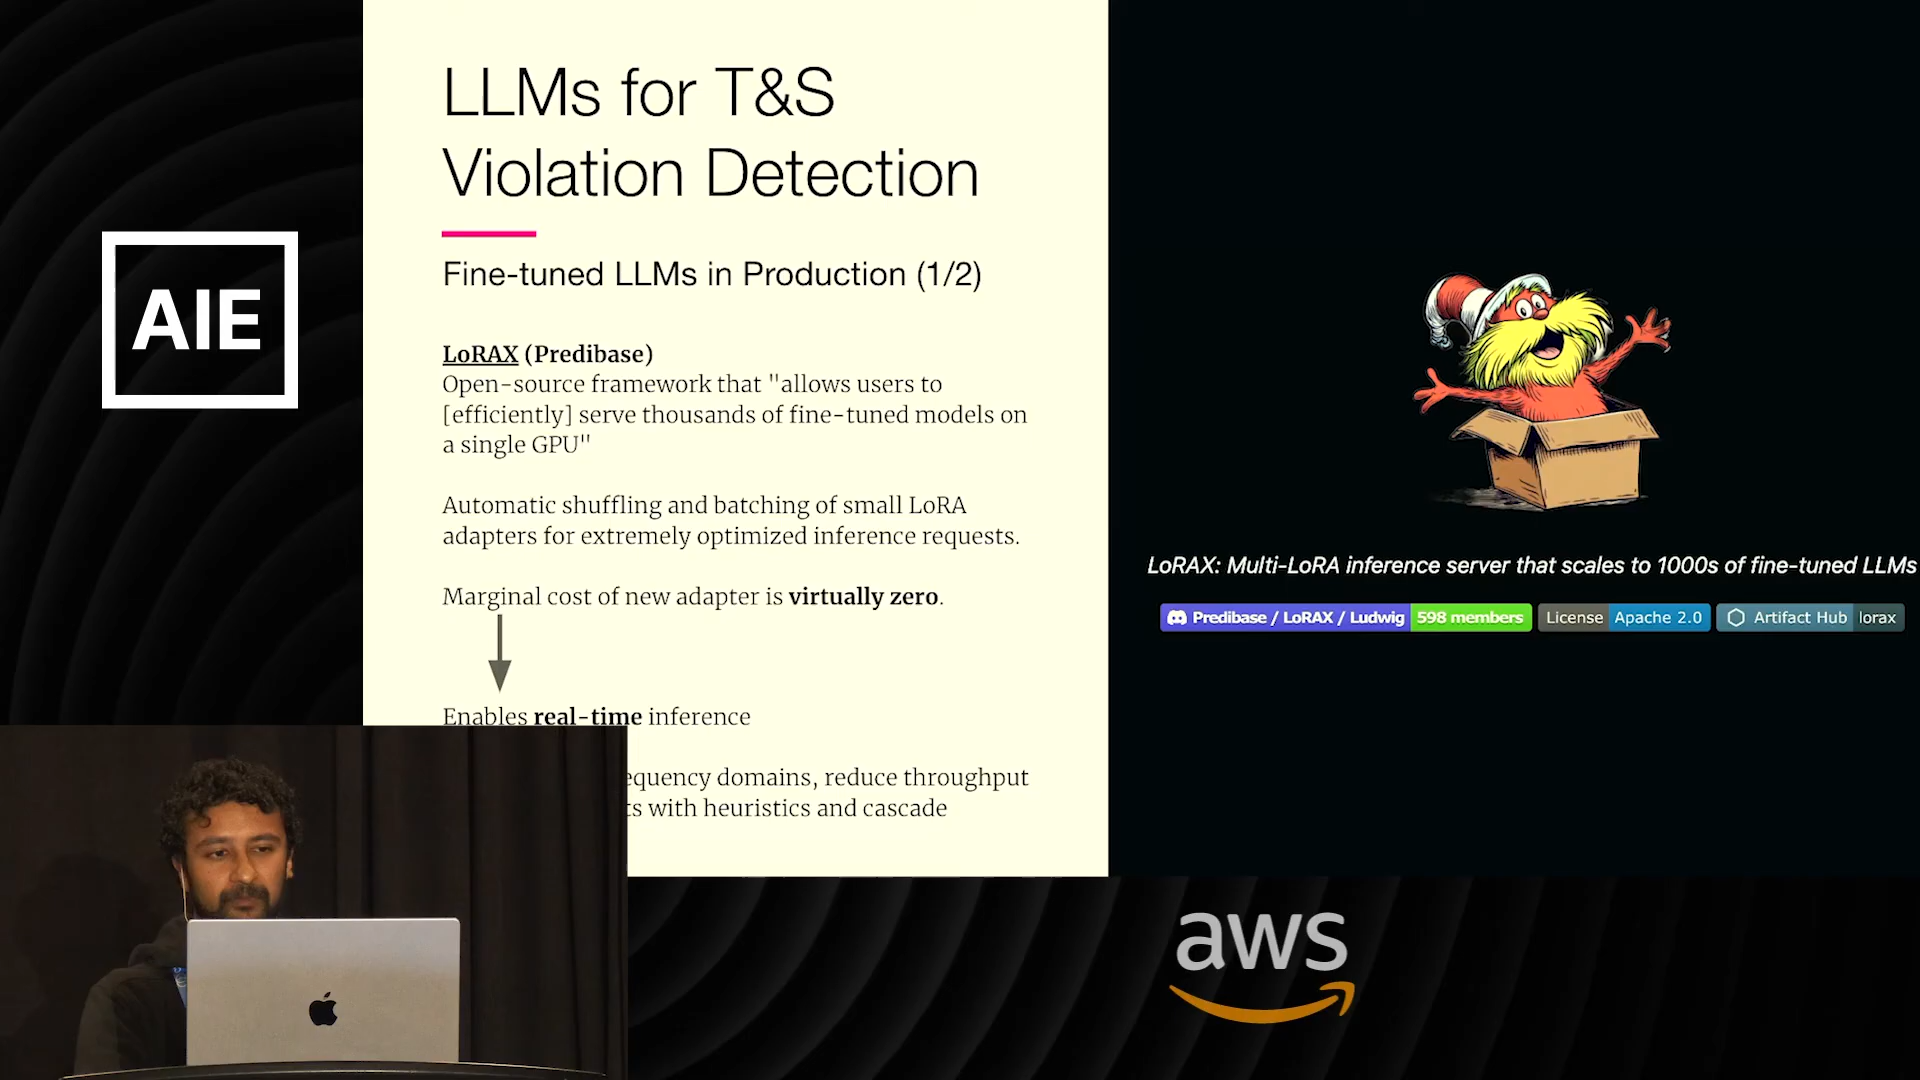 AIE
LLMs for T&S
Violation Detection
Fine-tuned LLMs in Production (1/2)
LoRAX (Predibase)
Open-source framework that "allows users to
[efficiently] serve thousands of fine-tuned models on
a single GPU"
Automatic shuffling and batching of small LoRA
adapters for extremely optimized inference requests.
Marginal cost of new adapter is virtually zero.
Enables real-time inference
domains, reduce throughput
with heuristics and cascade
LoRAX: Multi-LoRA inference server that scales to 1000s of fine-tuned LLMs
Predibase / LoRAX / Ludwig 598 members License Apache 2.0 Artifact Hub lorax
aws